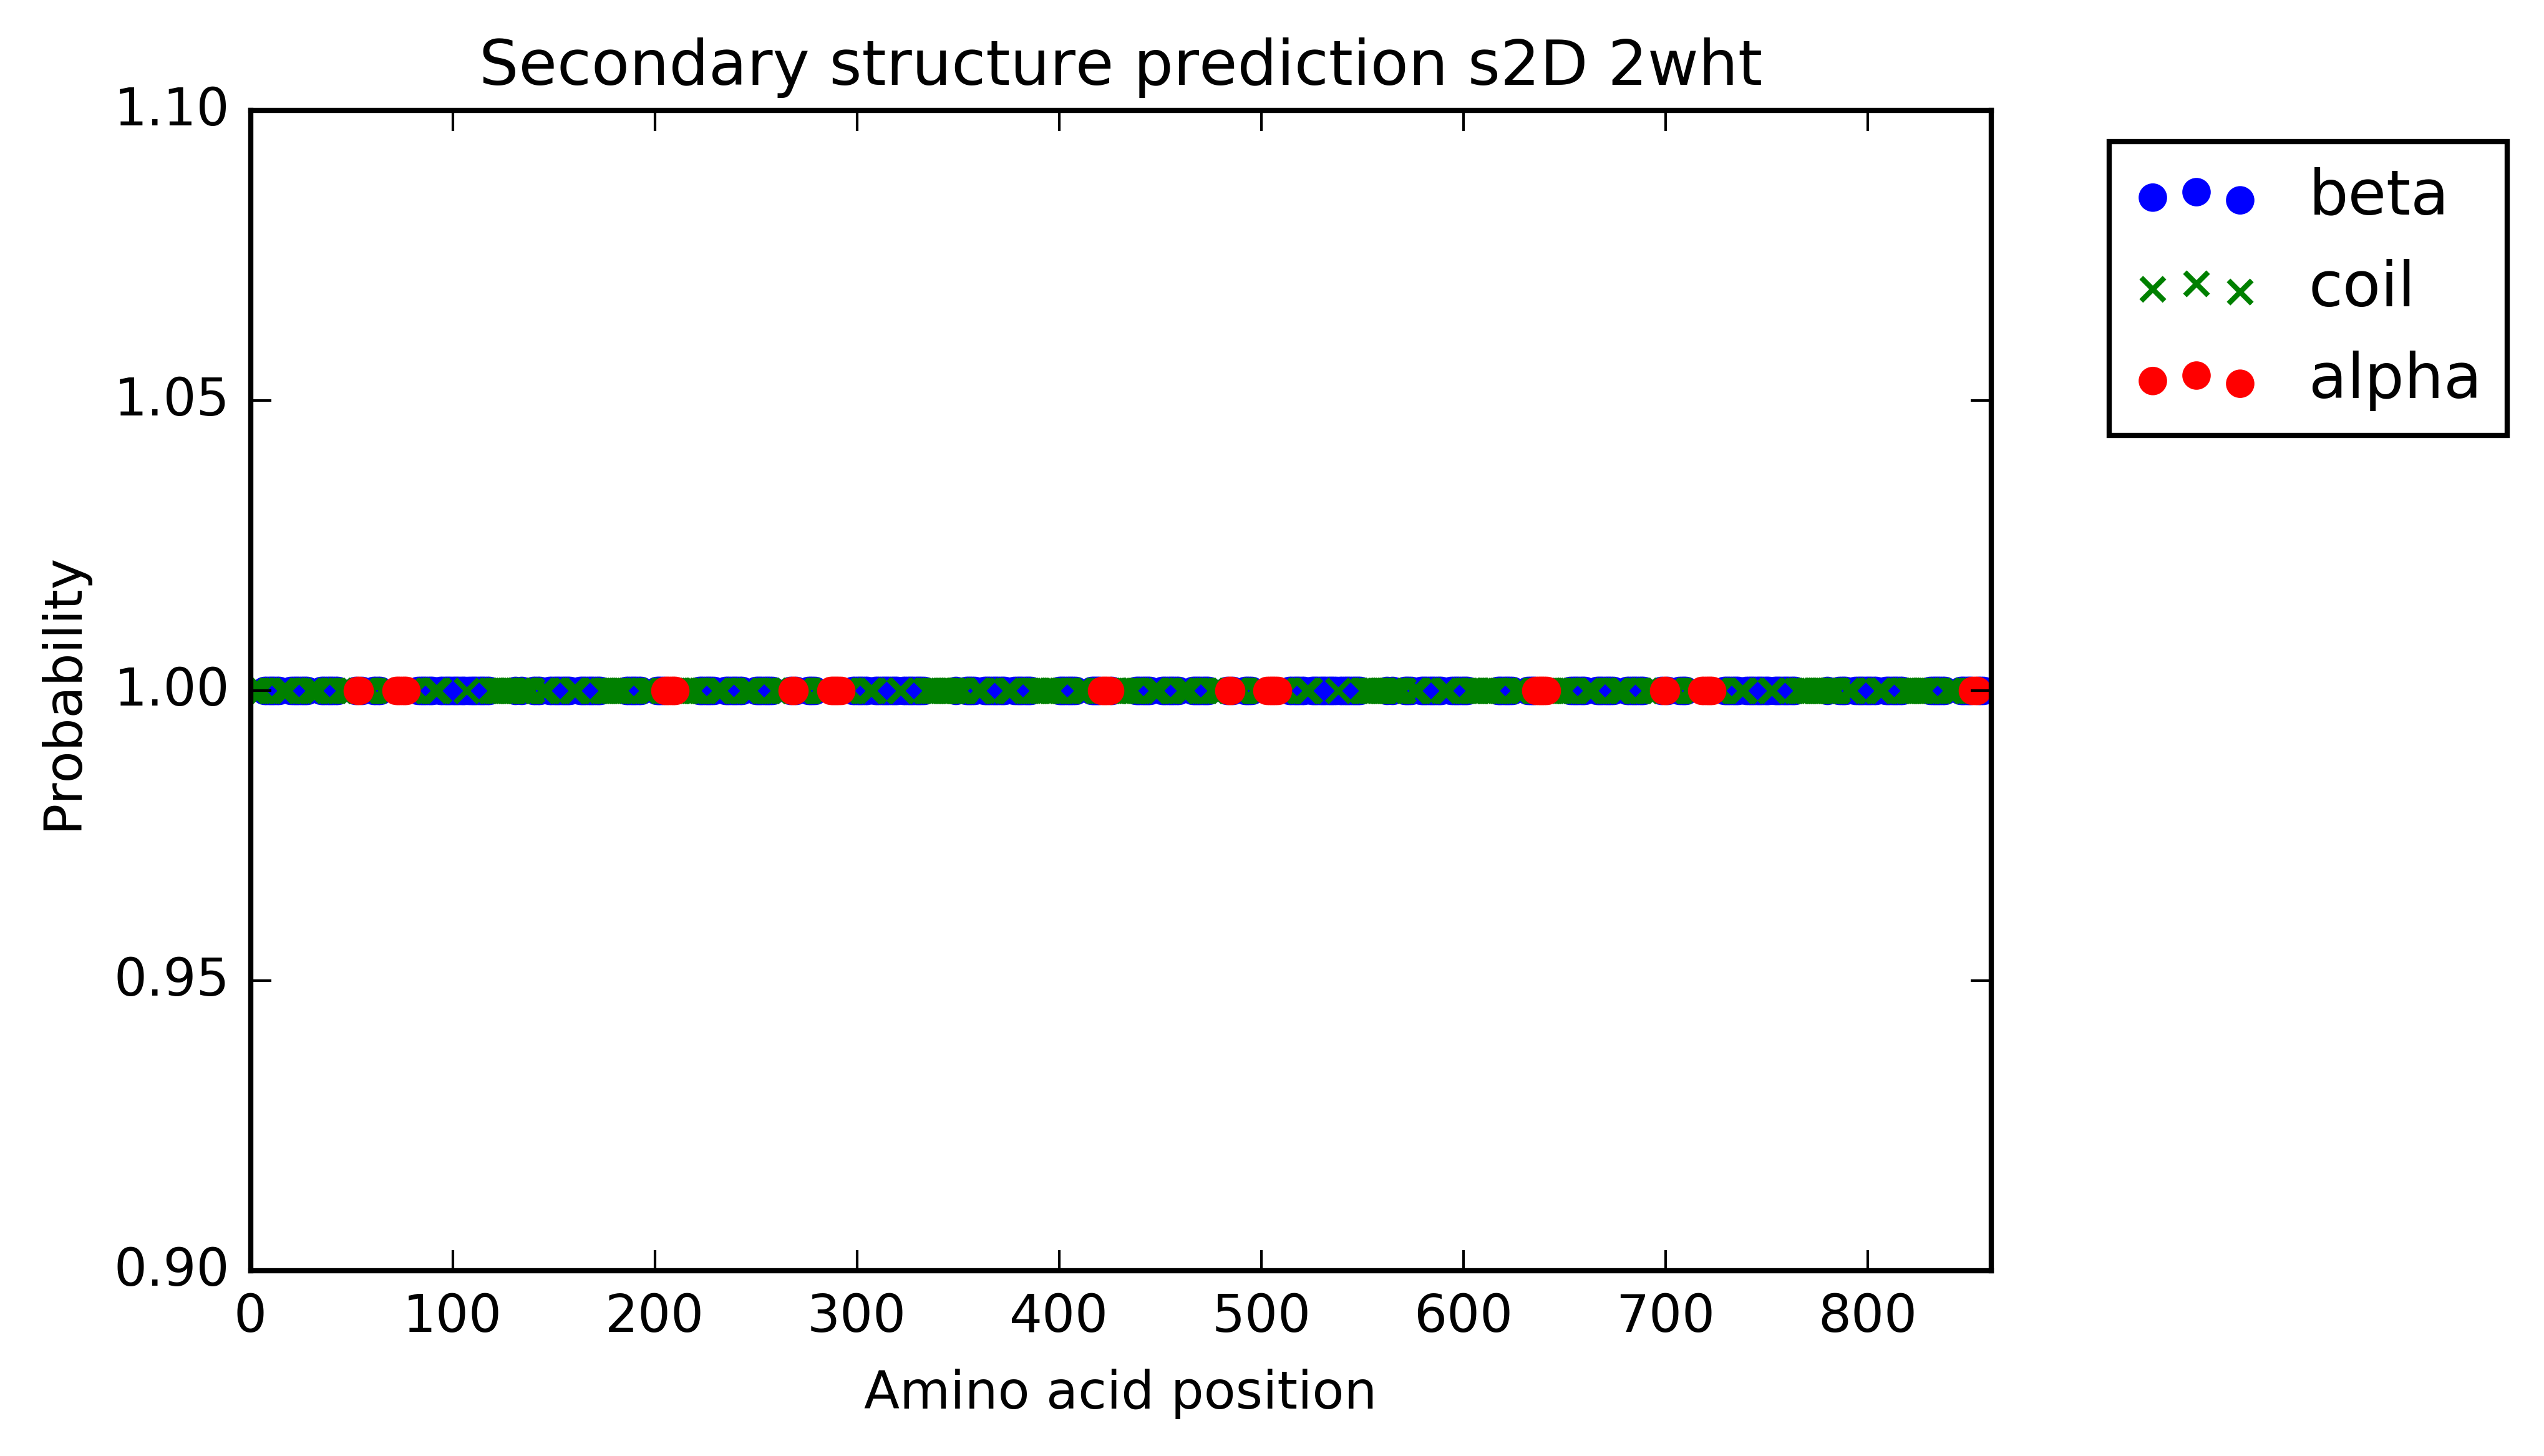 Secondary structure prediction s2D 2wht
1.10
1.05
1.00
0.95
0.90
Probability
0 100 200 300 400 500 600 700 800
Amino acid position
beta
coil
alpha